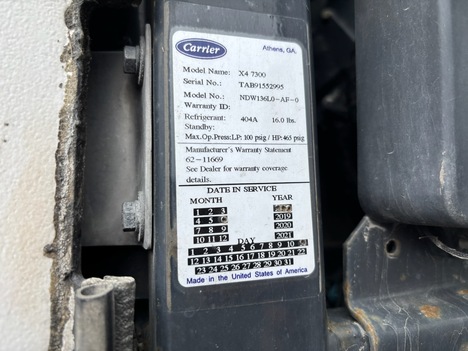 Carrier
Athens, GA.
Model Name: X4 7300
Serial No.: TAB91552995
Model No.: NDW136L0-AF-0
Warranty ID:
Refrigerant: 404A 16.0 lbs.
Standby:
Max.Op.Press:LP: 100 psig / HP:465 psig
Manufacturer's Warranty Statement
62-11669
See Dealer for warranty coverage
details.
DATE IN SERVICE
MONTH YEAR
1 2 3
4 5 2019
7 8 9 2020
10 11 12 DAY 2021
1 2 3 4 5 6 7 8 9 10
12 13 14 15 16 17 18 19 20 21 22
23 24 25 26 27 28 29 30 31
Made in the United States of America